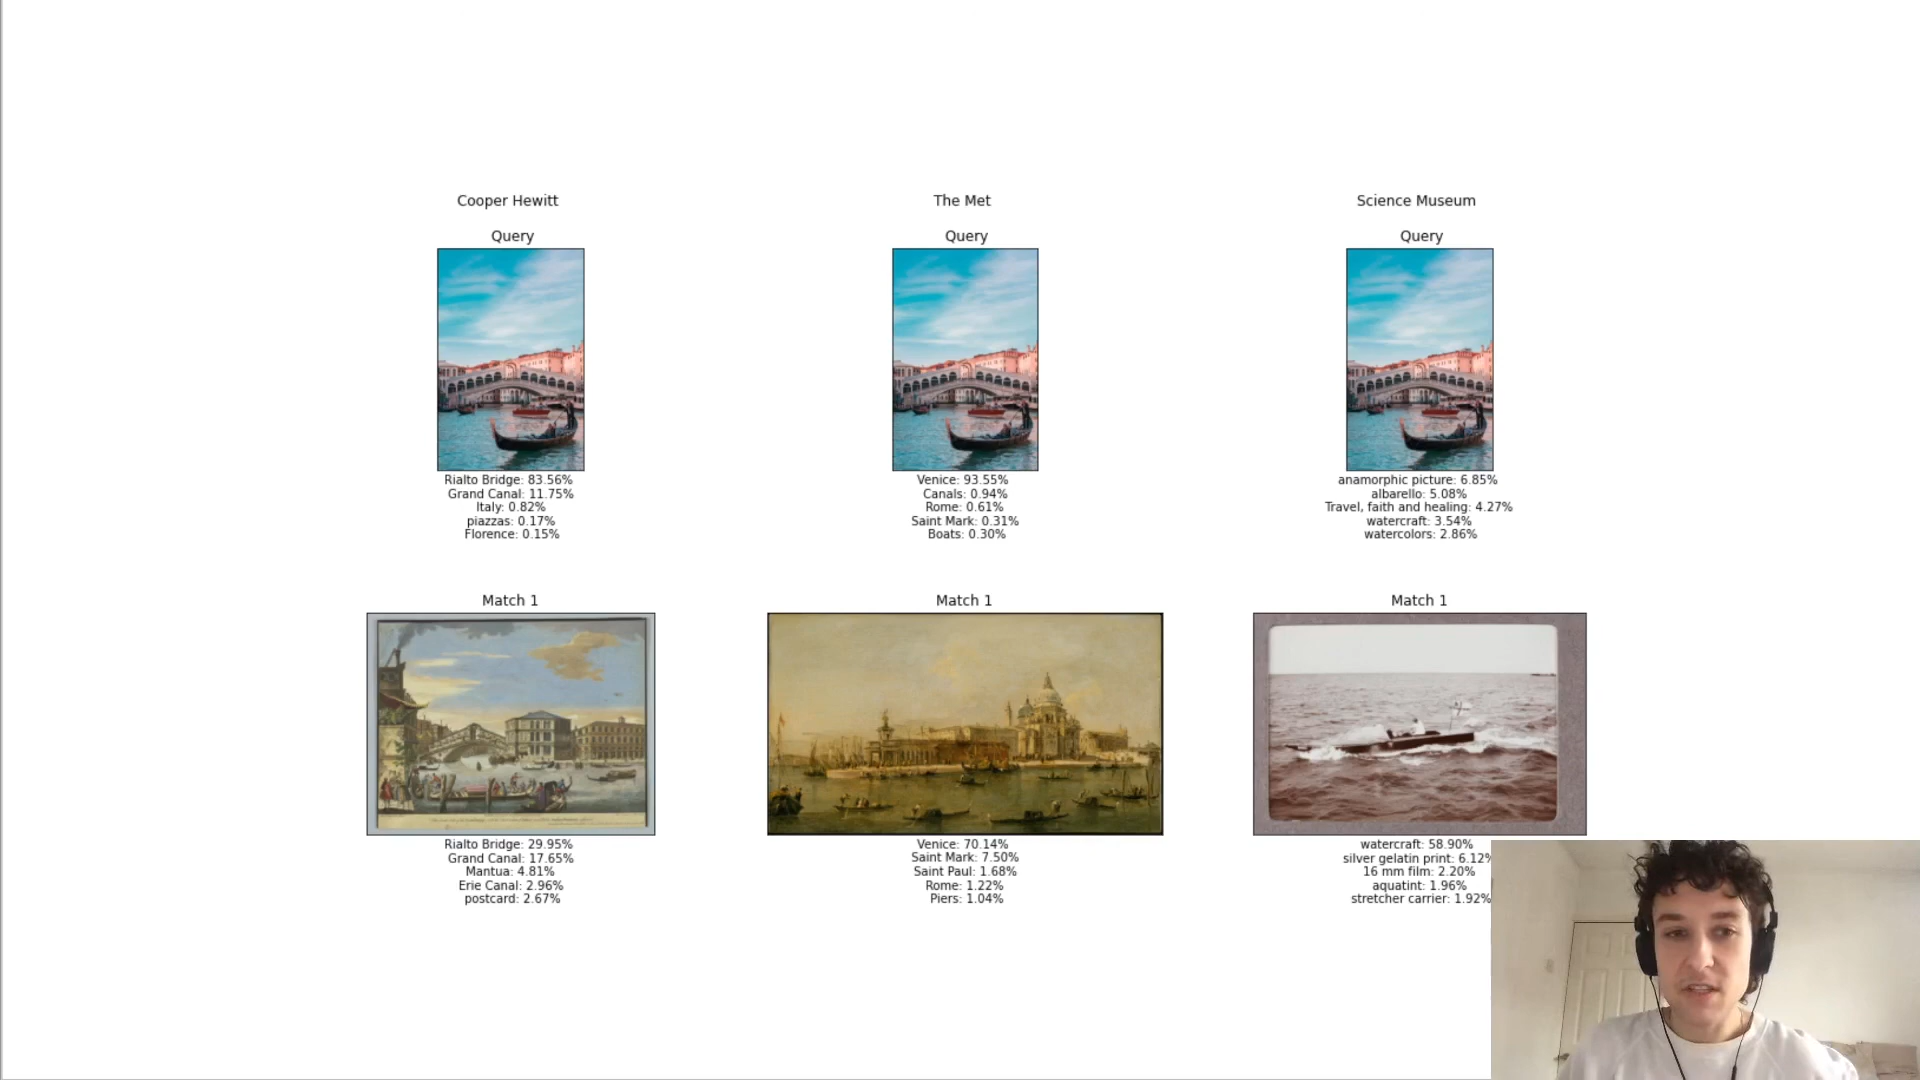 Cooper Hewitt
Query
Rialto Bridge: 83.56%
Grand Canal: 11.75%
Italy: 0.82%
piazzas: 0.17%
Florence: 0.15%
Match 1
Rialto Bridge: 29.95%
Grand Canal: 17.65%
Mantua: 4.81%
Erie Canal: 2.96%
postcard: 2.67%
The Met
Query
Venice: 93.55%
Canals: 0.94%
Rome: 0.61%
Saint Mark: 0.31%
Boats: 0.30%
Match 1
Venice: 70.14%
Saint Mark: 7.50%
Saint Paul: 1.68%
Rome: 1.22%
Piers: 1.04%
Science Museum
Query
anamorphic picture: 6.85%
albarello: 5.08%
Travel, faith and healing: 4.27%
watercraft: 3.54%
watercolors: 2.86%
Match 1
watercraft: 58.90%
silver gelatin print: 6.12%
16 mm film: 2.20%
aquatint: 1.96%
stretcher carrier: 1.92%